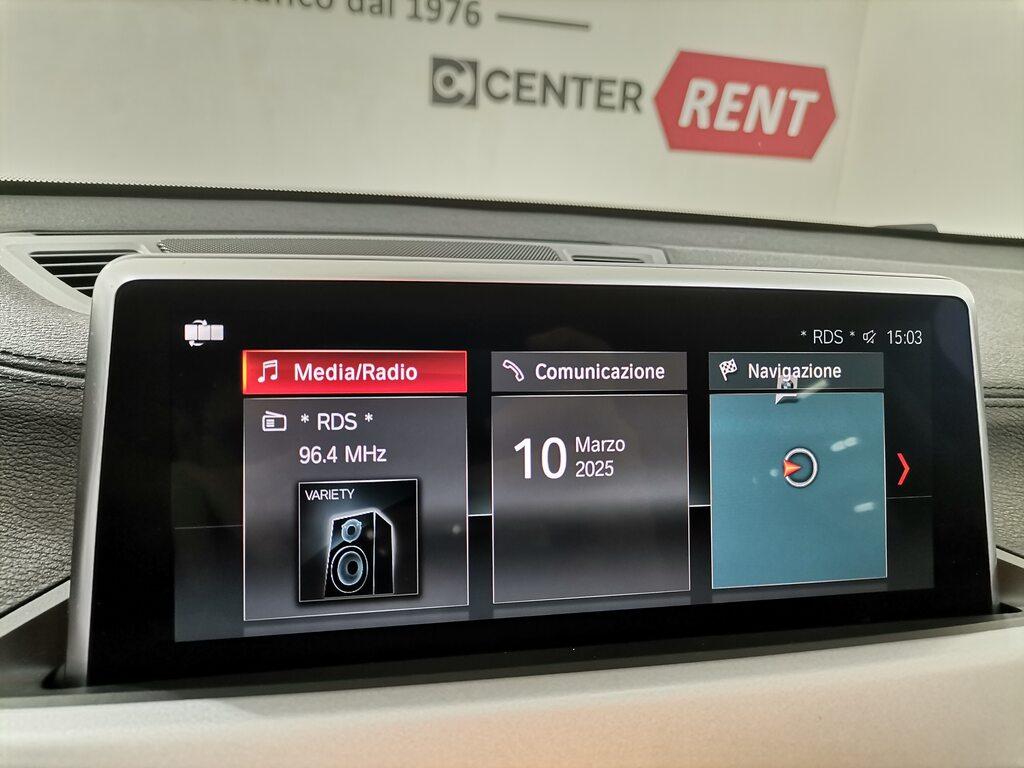 dal 1976
CENTER RENT
* RDS * 15:03
Media/Radio
* RDS *
96.4 MHz
VARIETY
Comunicazione
10 Marzo
2025
Navigazione